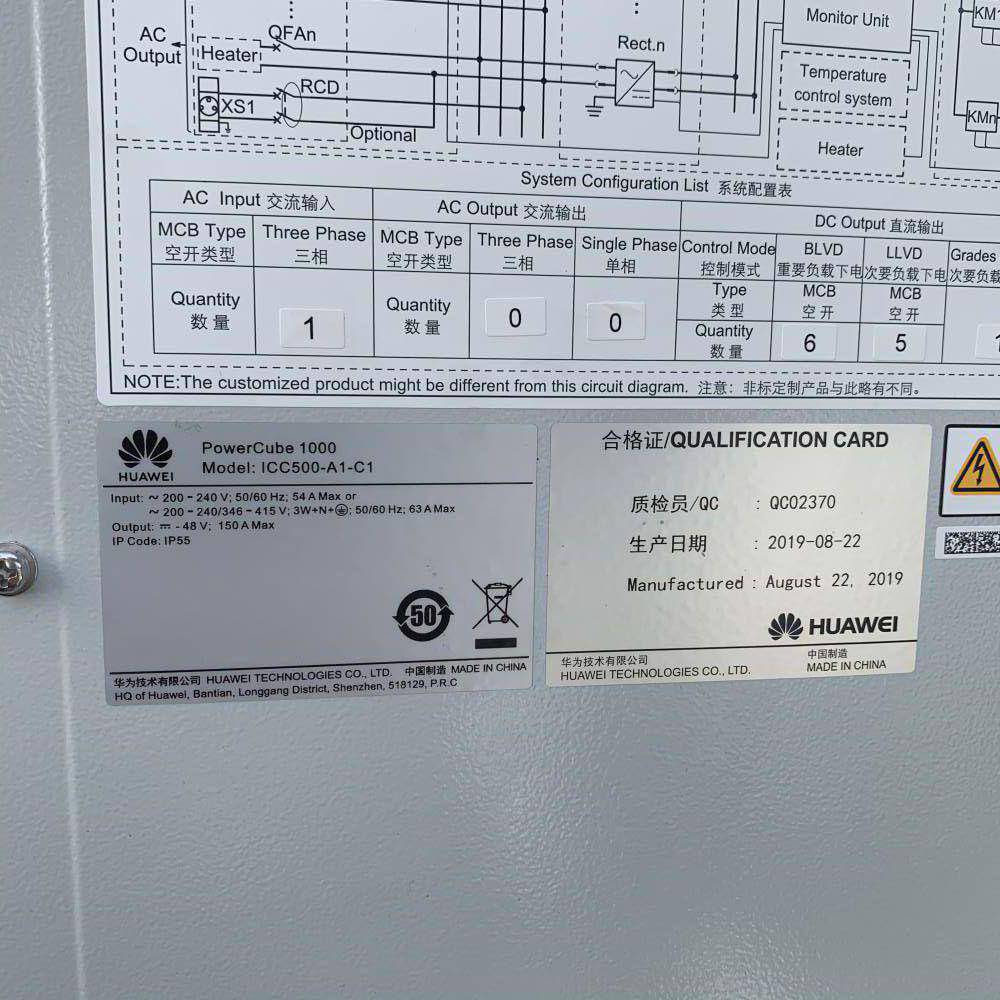 AC
Output
QFAn
Heater
RCD
XS1
Optional
Rect.n
Monitor Unit
Temperature
control system
Heater
KM1
KMn
System Configuration List 系统配置表
AC Input 交流输入
AC Output 交流输出
DC Output 直流输出
MCB Type
空开类型
Three Phase
三相
MCB Type
空开类型
Three Phase
三相
Single Phase
单相
Control Mode
控制模式
BLVD
重要负载下电
LLVD
次要负载下电
Grades
次要负载
Quantity
数量
1
Quantity
数量
0
0
Type
类型
MCB
空开
MCB
空开
Quantity
数量
6
5
NOTE:The customized product might be different from this circuit diagram. 注意：非标定制产品与此略有不同。
HUAWEI
PowerCube 1000
Model: ICC500-A1-C1
Input: ~ 200 - 240 V; 50/60 Hz; 54 A Max or
~ 200 - 240/346 - 415 V; 3W+N+⏚; 50/60 Hz; 63 A Max
Output: ⎓ - 48 V; 150 A Max
IP Code: IP55
50
华为技术有限公司 HUAWEI TECHNOLOGIES CO., LTD. 中国制造 MADE IN CHINA
HQ of Huawei, Bantian, Longgang District, Shenzhen, 518129, P.R.C
合格证/QUALIFICATION CARD
质检员/QC : QC02370
生产日期 : 2019-08-22
Manufactured : August 22, 2019
HUAWEI
华为技术有限公司
HUAWEI TECHNOLOGIES CO., LTD.
中国制造
MADE IN CHINA